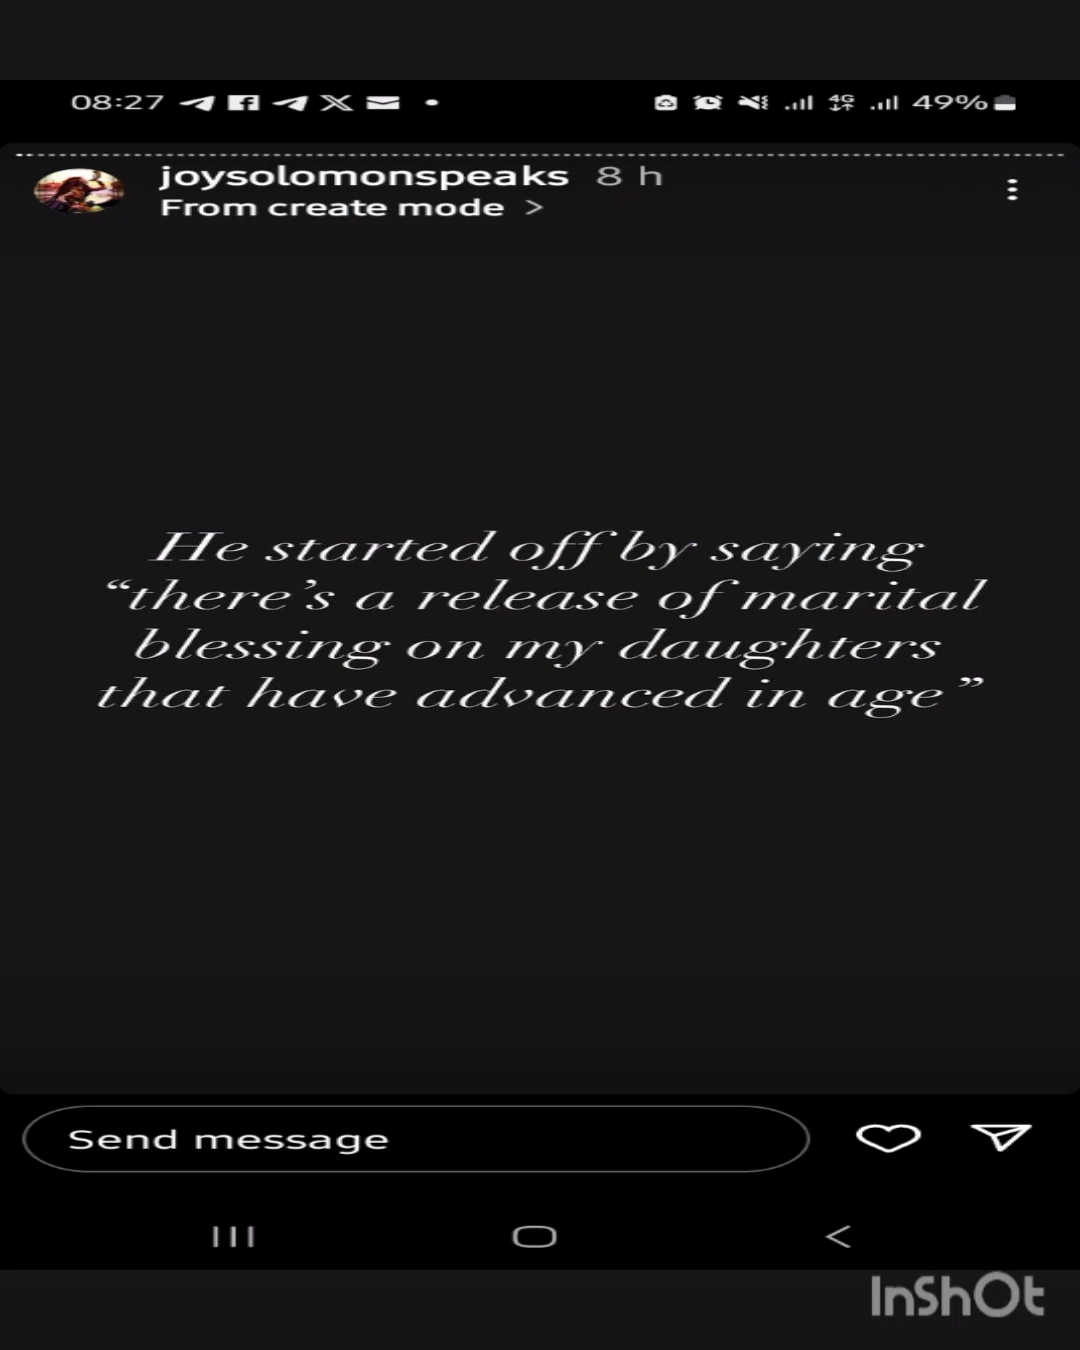 08:27
4G
49%
joysolomonspeaks 8 h
From create mode >
He started off by saying
“there’s a release of marital
blessing on my daughters
that have advanced in age”
Send message
InShOt